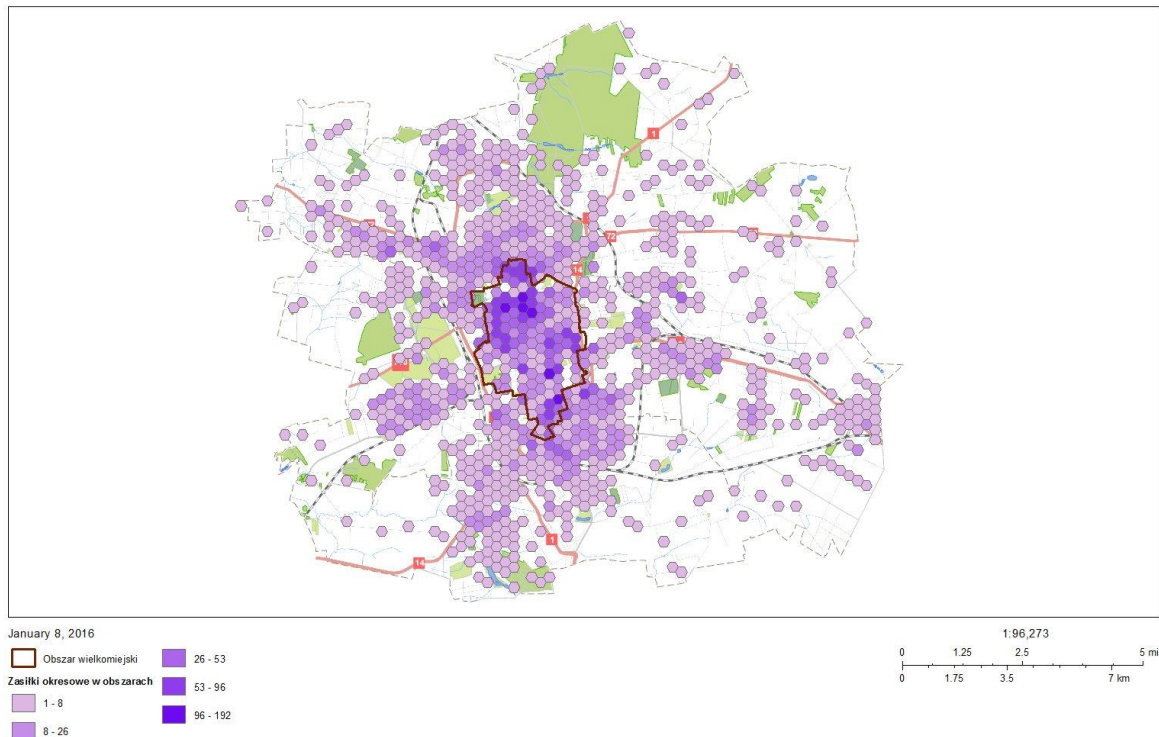 1
72
72
14
14
1
January 8, 2016
Obszar wielkomiejski
Zasiłki okresowe w obszarach
1 - 8
8 - 26
26 - 53
53 - 96
96 - 192
1:96,273
0 1.25 2.5 5 mi
0 1.75 3.5 7 km